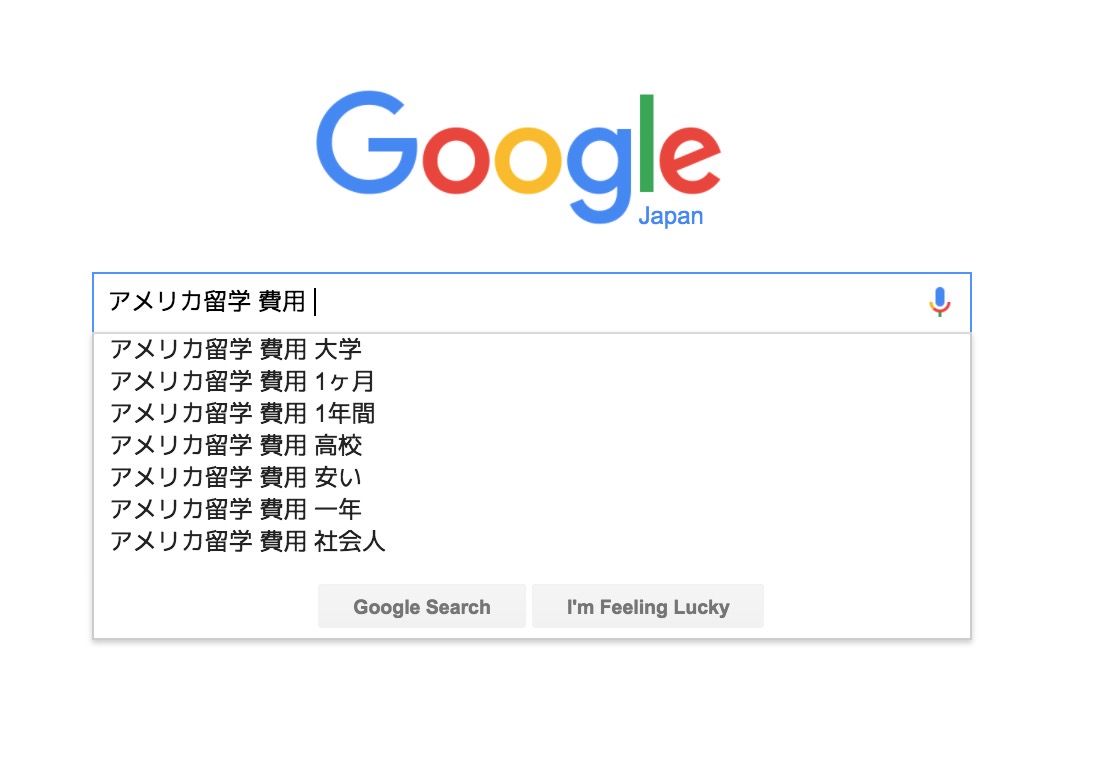 Google
Japan
アメリカ留学 費用
アメリカ留学 費用 大学
アメリカ留学 費用 1ヶ月
アメリカ留学 費用 1年間
アメリカ留学 費用 高校
アメリカ留学 費用 安い
アメリカ留学 費用 一年
アメリカ留学 費用 社会人
Google Search I'm Feeling Lucky